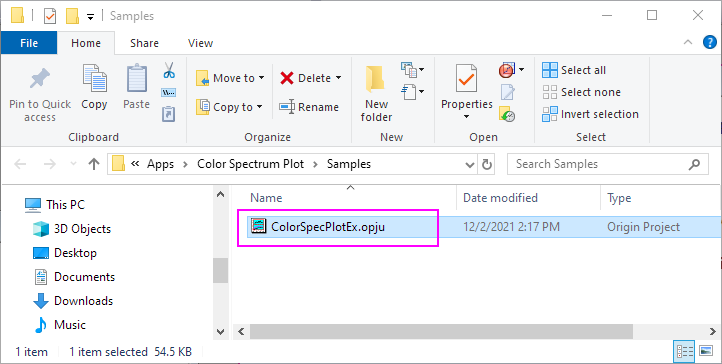 Samples
File Home Share View
Pin to Quick access
Copy
Paste
Clipboard
Move to
Copy to
Delete
Rename
Organize
New folder
New
Properties
Open
Select all
Select none
Invert selection
Select
« Apps > Color Spectrum Plot > Samples
Search Samples
This PC
3D Objects
Desktop
Documents
Downloads
Music
Name Date modified Type
ColorSpecPlotEx.opju 12/2/2021 2:17 PM Origin Project
1 item 1 item selected 54.5 KB